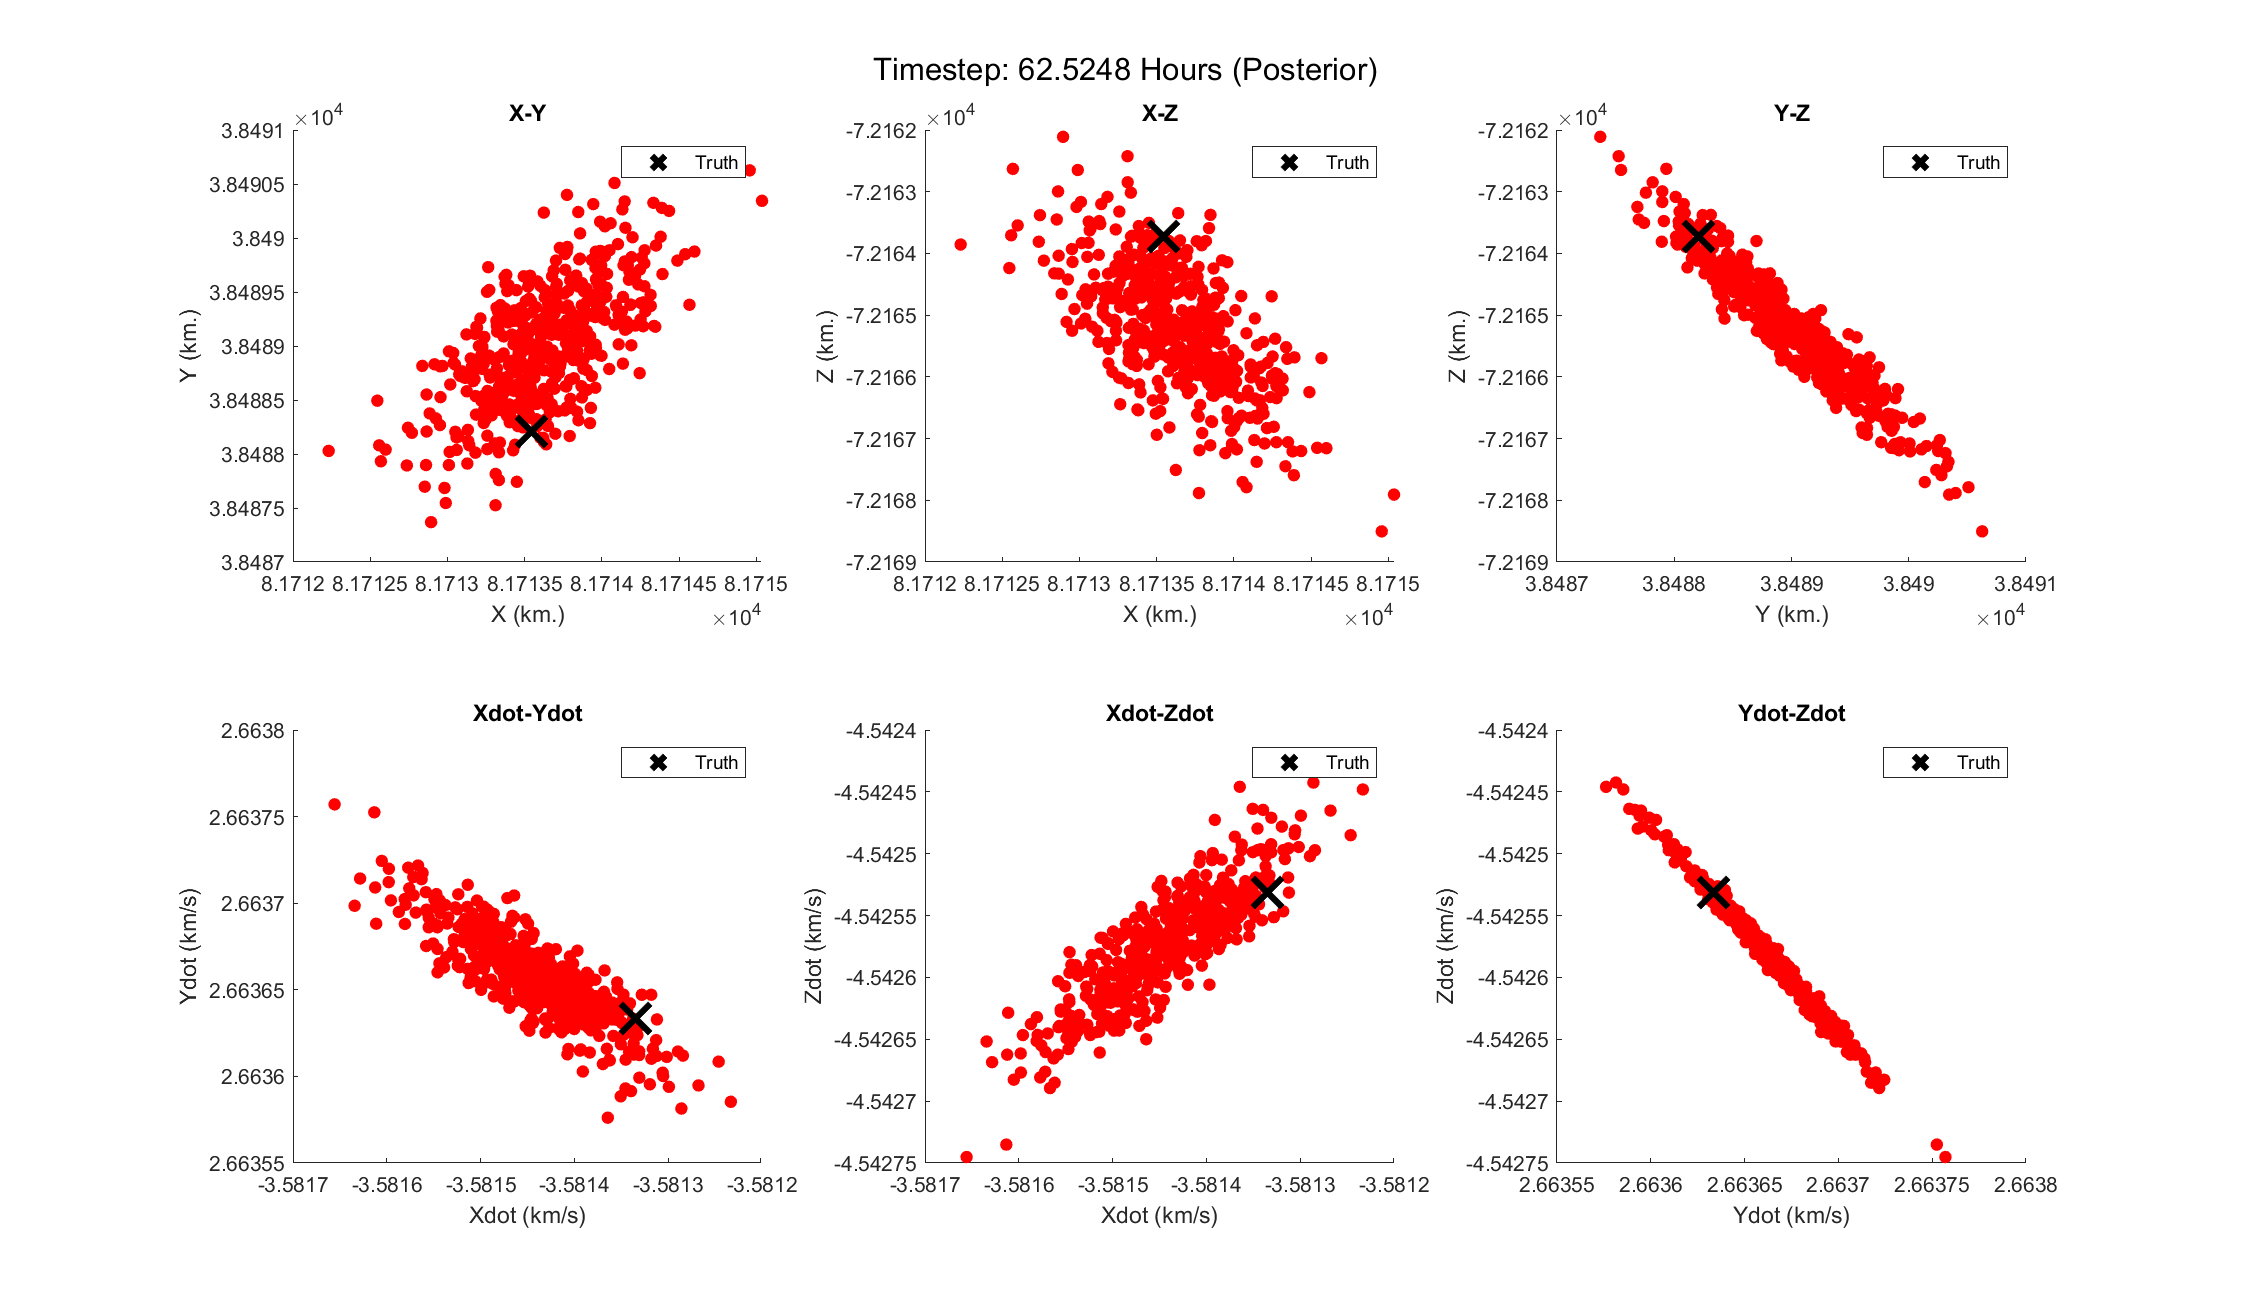 Timestep: 62.5248 Hours (Posterior)
X-Y
×10^4
3.8491
3.84905
3.849
3.84895
3.8489
3.84885
3.8488
3.84875
3.8487
Y (km.)
Truth
8.1712 8.17125 8.1713 8.17135 8.1714 8.17145 8.1715
X (km.)
×10^4
X-Z
×10^4
-7.2162
-7.2163
-7.2164
-7.2165
-7.2166
-7.2167
-7.2168
-7.2169
Z (km.)
Truth
8.1712 8.17125 8.1713 8.17135 8.1714 8.17145 8.1715
X (km.)
×10^4
Y-Z
×10^4
-7.2162
-7.2163
-7.2164
-7.2165
-7.2166
-7.2167
-7.2168
-7.2169
Z (km.)
Truth
3.8487 3.8488 3.8489 3.849 3.8491
Y (km.)
×10^4
Xdot-Ydot
2.6638
2.66375
2.6637
2.66365
2.6636
2.66355
Ydot (km/s)
Truth
-3.5817 -3.5816 -3.5815 -3.5814 -3.5813 -3.5812
Xdot (km/s)
Xdot-Zdot
-4.5424
-4.54245
-4.5425
-4.54255
-4.5426
-4.54265
-4.5427
-4.54275
Zdot (km/s)
Truth
-3.5817 -3.5816 -3.5815 -3.5814 -3.5813 -3.5812
Xdot (km/s)
Ydot-Zdot
-4.5424
-4.54245
-4.5425
-4.54255
-4.5426
-4.54265
-4.5427
-4.54275
Zdot (km/s)
Truth
2.66355 2.6636 2.66365 2.6637 2.66375 2.6638
Ydot (km/s)